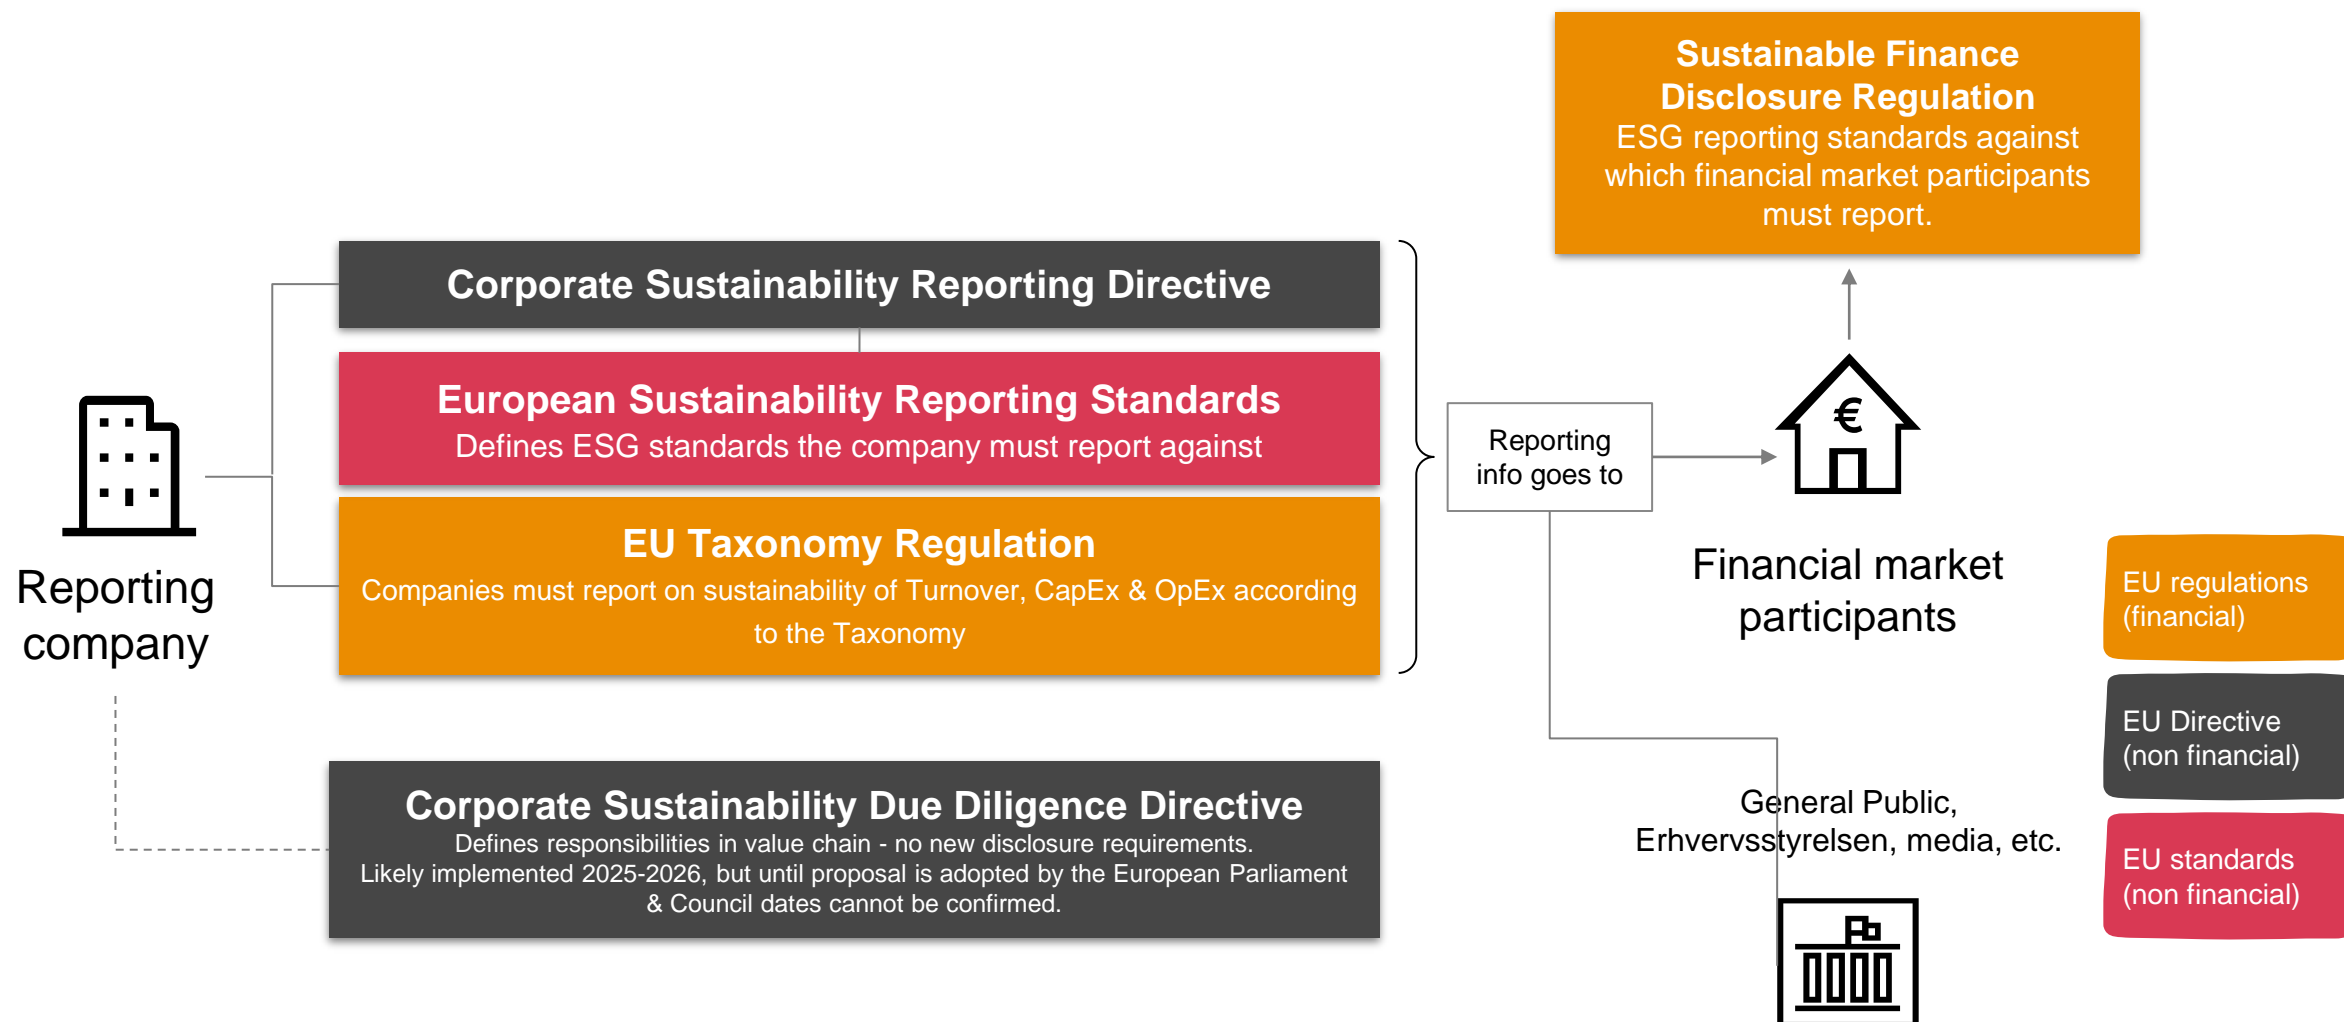 Sustainable Finance
Disclosure Regulation
ESG reporting standards against
which financial market participants
must report.
Corporate Sustainability Reporting Directive
European Sustainability Reporting Standards
Defines ESG standards the company must report against
EU Taxonomy Regulation
Companies must report on sustainability of Turnover, CapEx & OpEx according
to the Taxonomy
Reporting
company
Reporting
info goes to
€
Financial market
participants
Corporate Sustainability Due Diligence Directive
Defines responsibilities in value chain - no new disclosure requirements.
Likely implemented 2025-2026, but until proposal is adopted by the European Parliament
& Council dates cannot be confirmed.
General Public,
Erhvervsstyrelsen, media, etc.
EU regulations
(financial)
EU Directive
(non financial)
EU standards
(non financial)